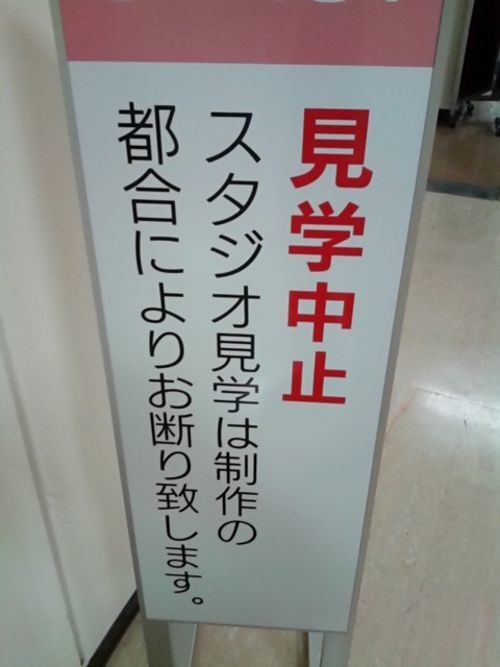 見学中止
スタジオ見学は制作の
都合によりお断り致します。